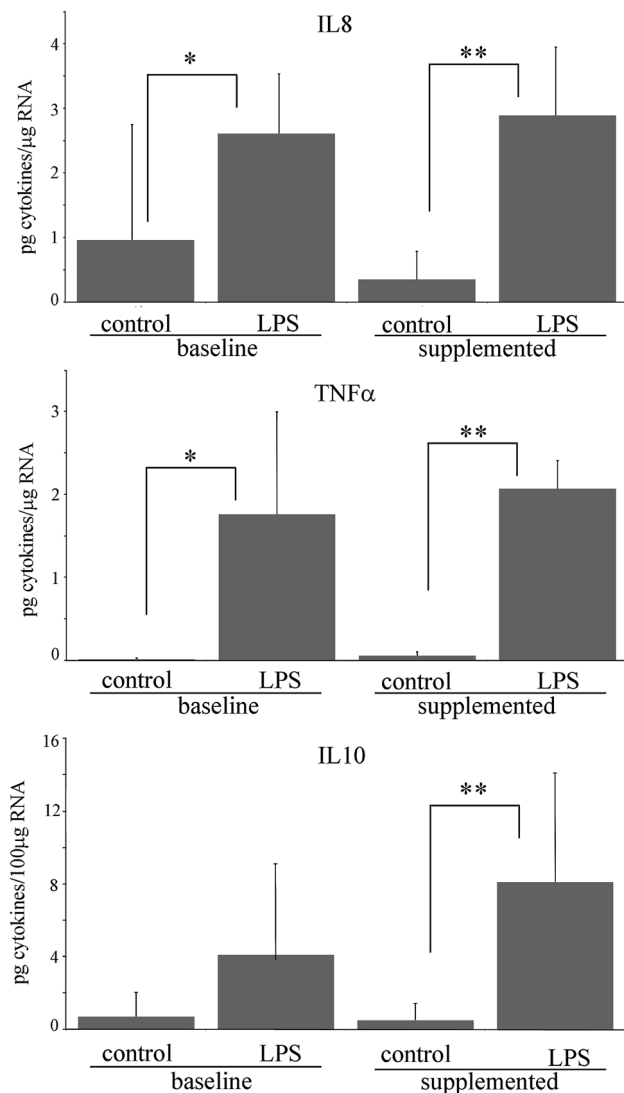 IL8
pg cytokines/µg RNA
4
3
2
1
0
*
**
control LPS control LPS
baseline supplemented
TNFα
pg cytokines/µg RNA
3
2
1
0
*
**
control LPS control LPS
baseline supplemented
IL10
pg cytokines/100µg RNA
16
12
8
4
0
**
control LPS control LPS
baseline supplemented